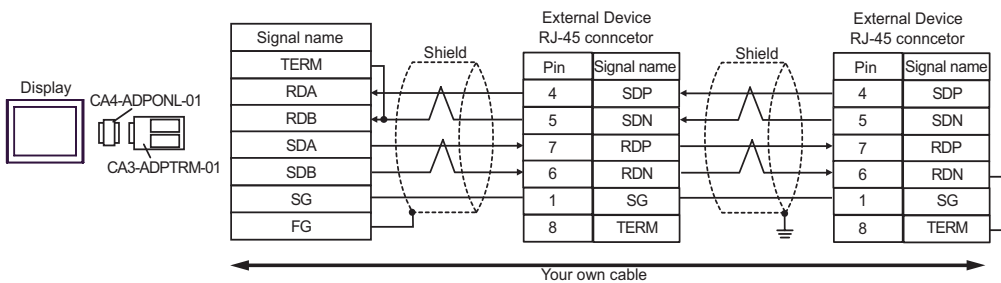 External Device
RJ-45 conncetor
External Device
RJ-45 conncetor
Signal name
Shield
Shield
TERM
Pin Signal name
Pin Signal name
Display
CA4-ADPONL-01
RDA
4 SDP
4 SDP
RDB
5 SDN
5 SDN
SDA
7 RDP
7 RDP
CA3-ADPTRM-01
SDB
6 RDN
6 RDN
SG
1 SG
1 SG
FG
8 TERM
8 TERM
Your own cable